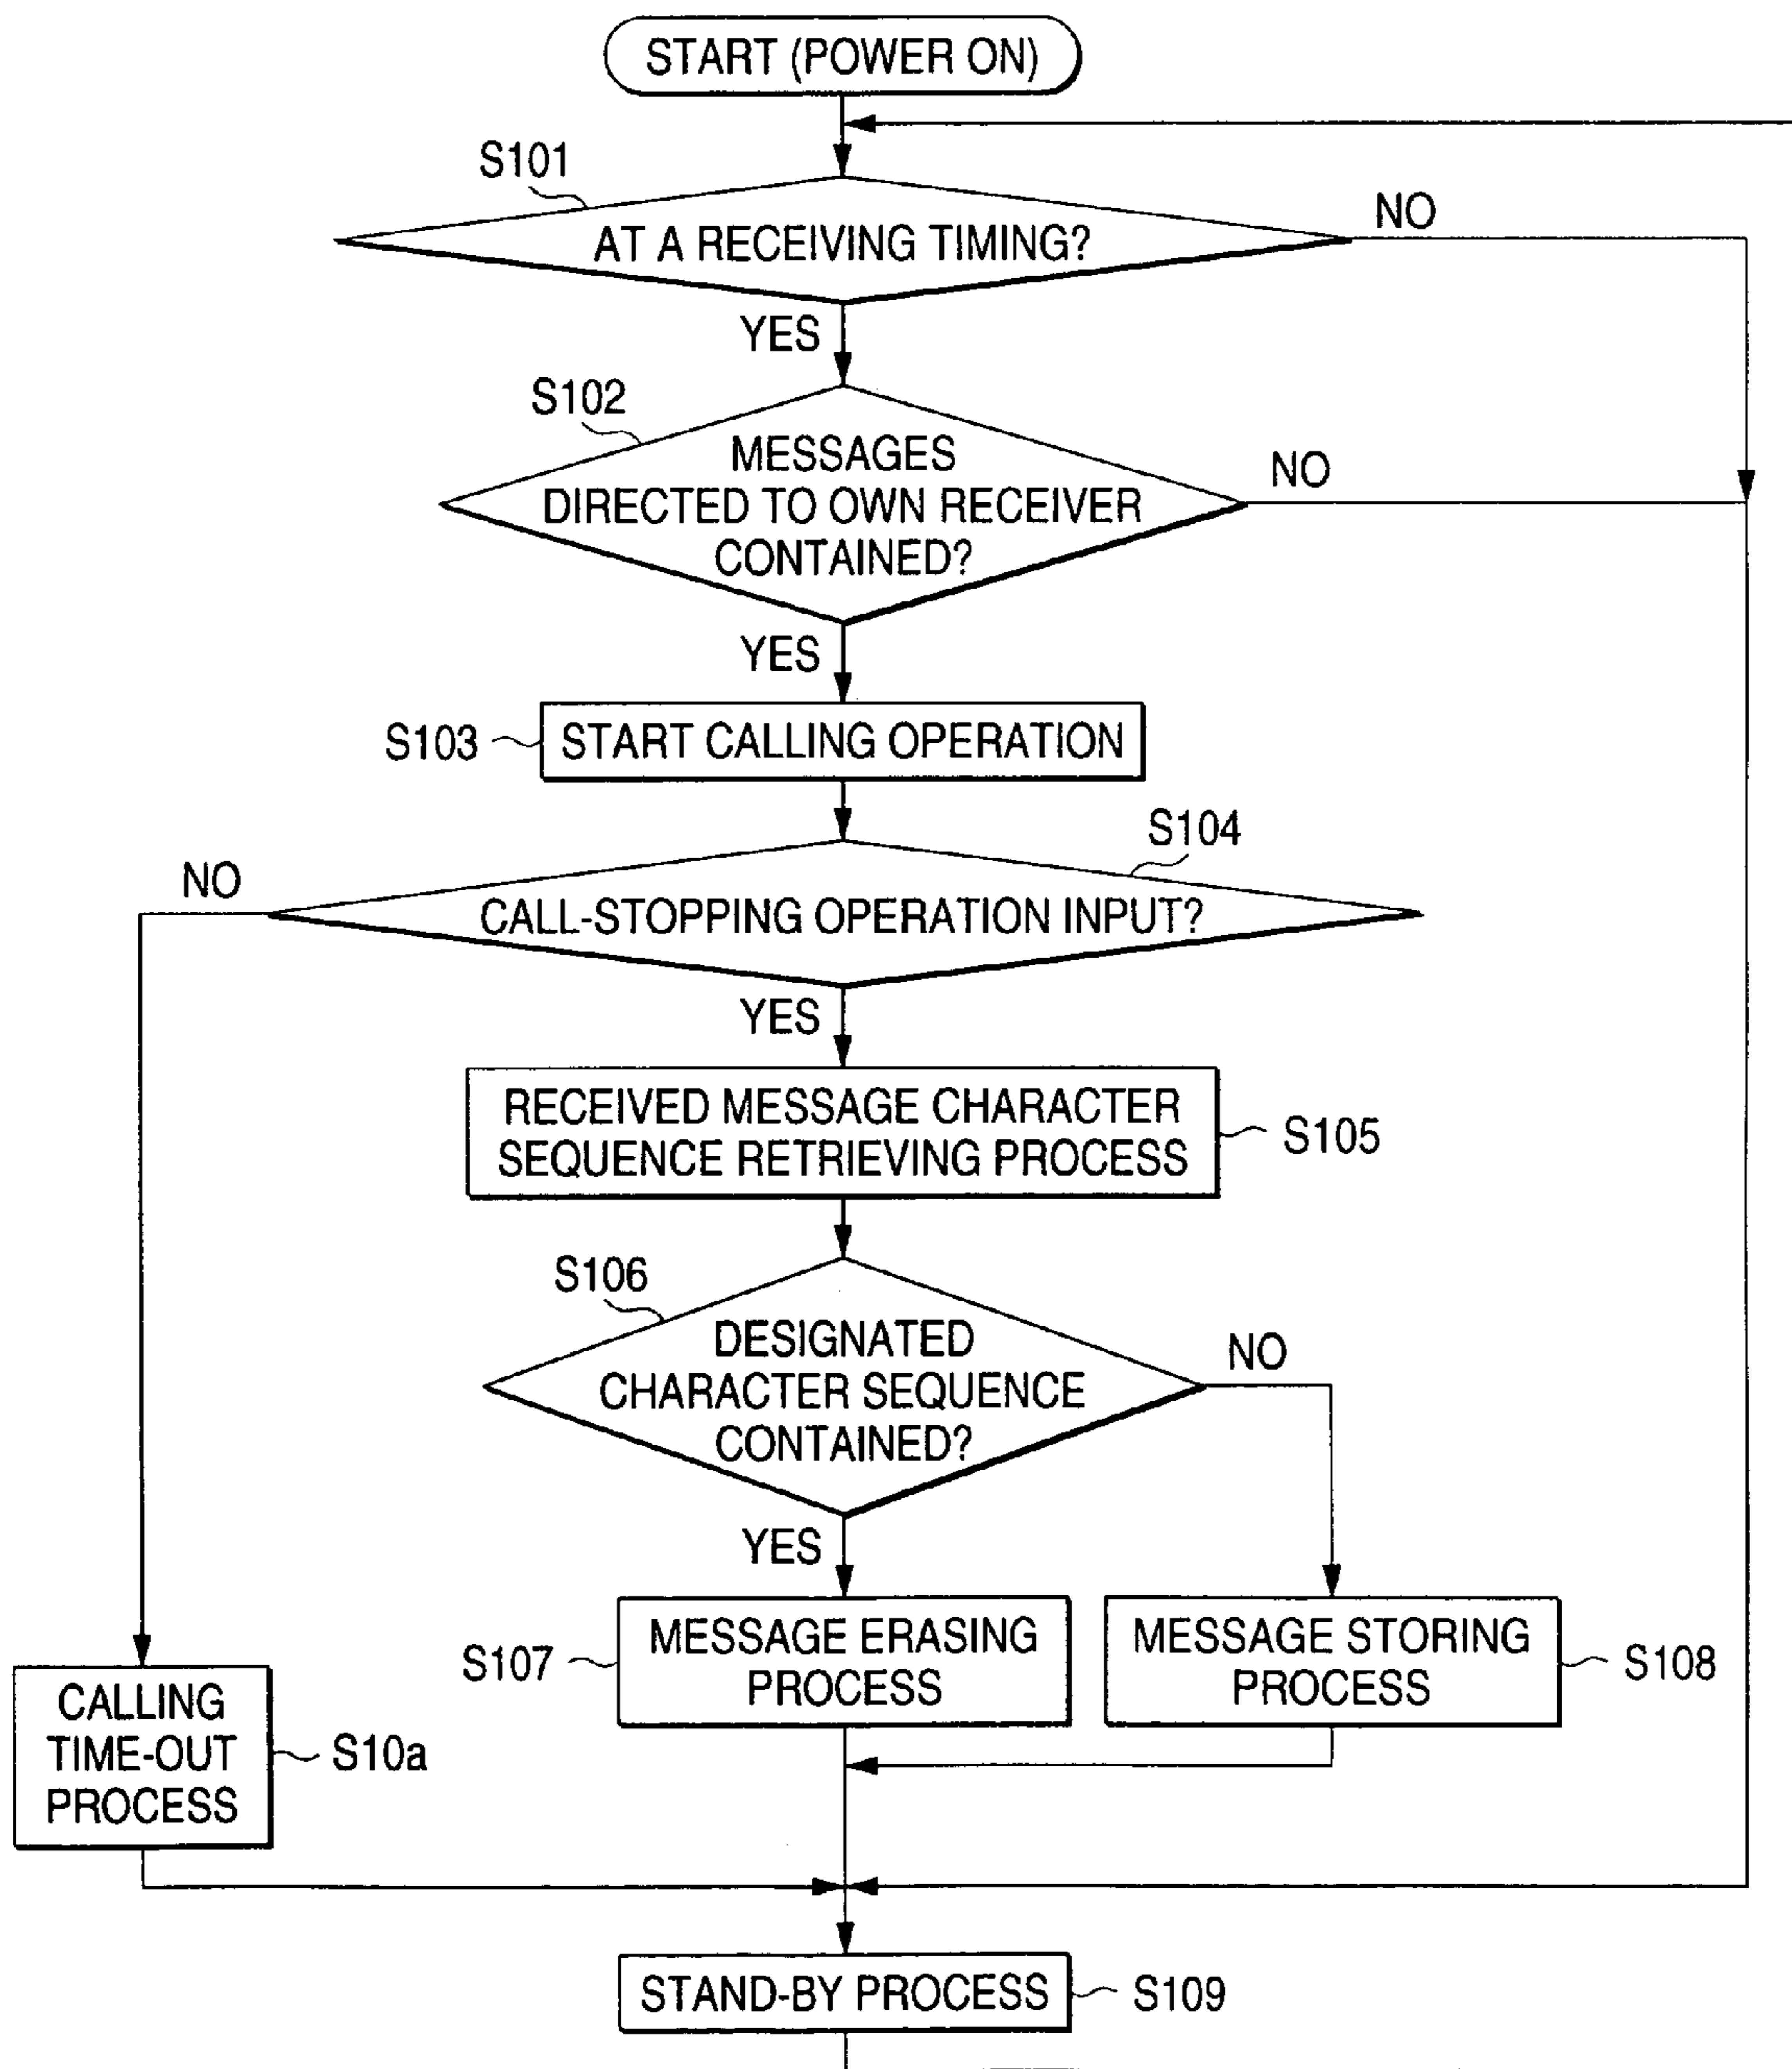 START (POWER ON)
S101
AT A RECEIVING TIMING?
NO
YES
S102
MESSAGES
DIRECTED TO OWN RECEIVER
CONTAINED?
NO
YES
S103
START CALLING OPERATION
S104
NO
CALL-STOPPING OPERATION INPUT?
YES
RECEIVED MESSAGE CHARACTER
SEQUENCE RETRIEVING PROCESS
S105
S106
DESIGNATED
CHARACTER SEQUENCE
CONTAINED?
NO
YES
S107
MESSAGE ERASING
PROCESS
MESSAGE STORING
PROCESS
S108
CALLING
TIME-OUT
PROCESS
S10a
STAND-BY PROCESS
S109